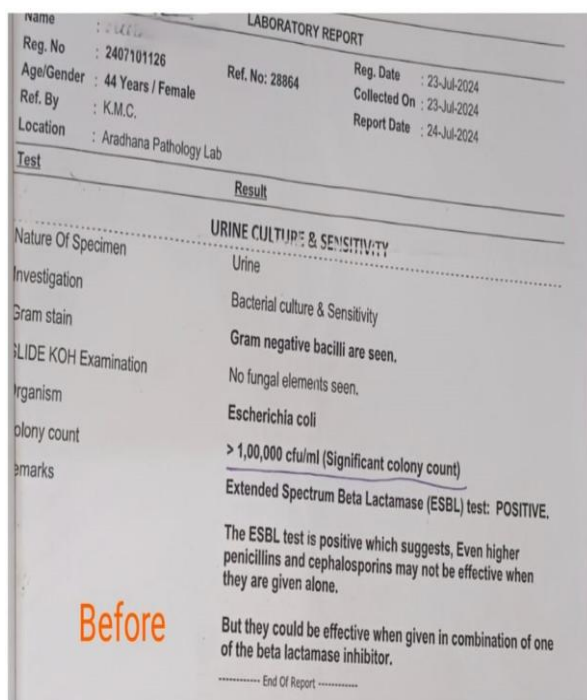 LABORATORY REPORT
Name :
Reg. No : 2407101126
Age/Gender : 44 Years / Female
Ref. By : K.M.C.
Location : Aradhana Pathology Lab
Ref. No: 28864
Reg. Date : 23-Jul-2024
Collected On : 23-Jul-2024
Report Date : 24-Jul-2024
Test Result
URINE CULTURE & SENSITIVITY
Nature Of Specimen Urine
Investigation Bacterial culture & Sensitivity
Gram stain Gram negative bacilli are seen.
SLIDE KOH Examination No fungal elements seen.
rganism Escherichia coli
olony count > 1,00,000 cfu/ml (Significant colony count)
emarks Extended Spectrum Beta Lactamase (ESBL) test: POSITIVE.
The ESBL test is positive which suggests, Even higher
penicillins and cephalosporins may not be effective when
they are given alone.
But they could be effective when given in combination of one
of the beta lactamase inhibitor.
------------ End Of Report ------------
Before